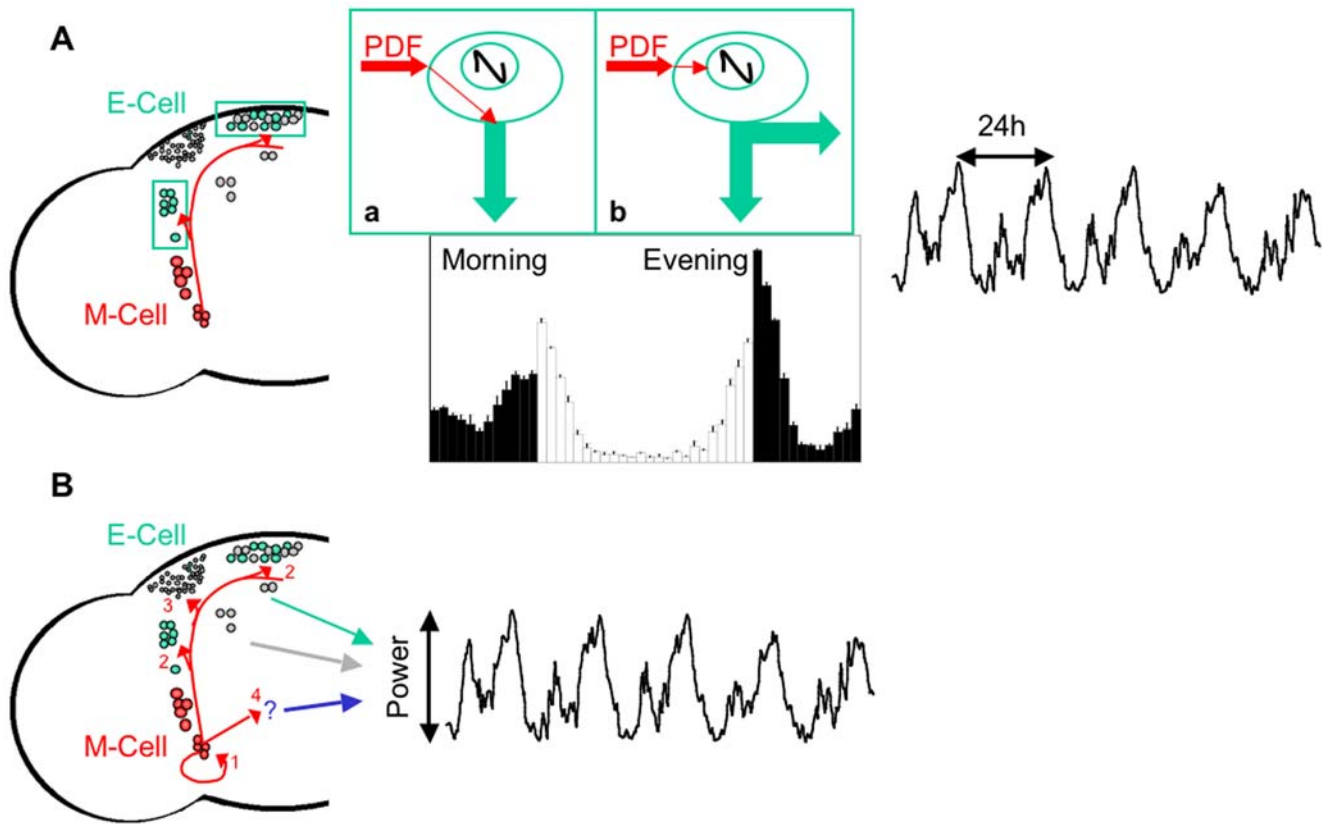 A
E-Cell
M-Cell
PDF
a
PDF
b
24h
Morning
Evening
B
E-Cell
2
3
2
M-Cell
4
?
1
Power